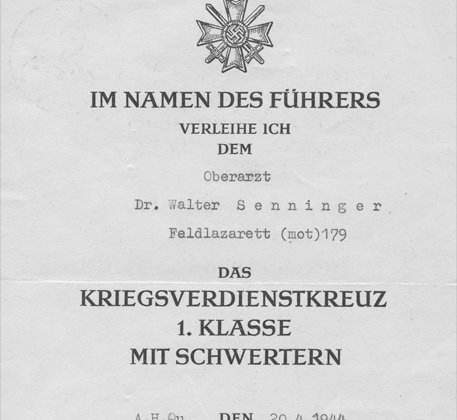 IM NAMEN DES FÜHRERS
VERLEIHE ICH
DEM
Oberarzt
Dr. Walter Senninger
Feldlazarett (mot)179
DAS
KRIEGSVERDIENSTKREUZ
1. KLASSE
MIT SCHWERTERN
A.H.Qu. DEN 20.4.1944